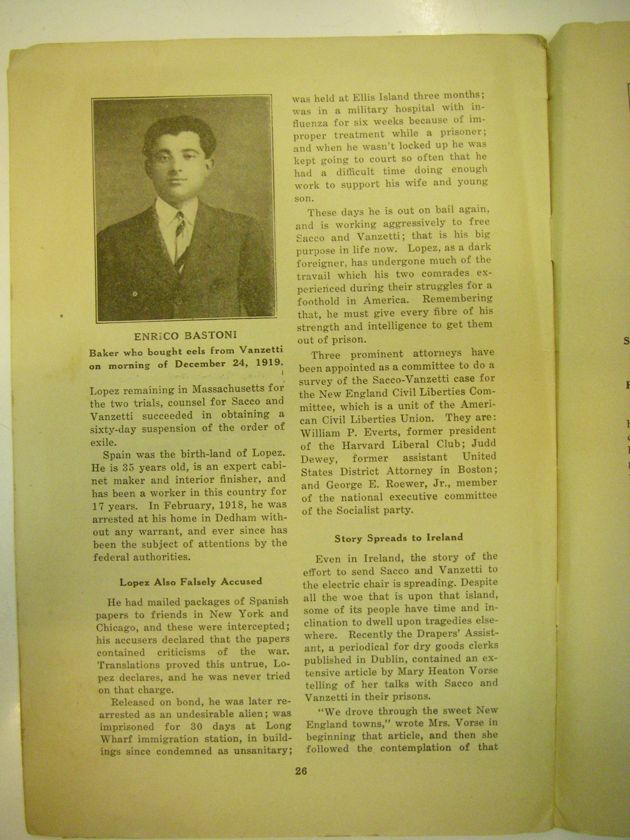 ENRICO BASTONI
Baker who bought eels from Vanzetti
on morning of December 24, 1919.
Lopez remaining in Massachusetts for
the two trials, counsel for Sacco and
Vanzetti succeeded in obtaining a
sixty-day suspension of the order of
exile.
Spain was the birth-land of Lopez.
He is 35 years old, is an expert cabi-
net maker and interior finisher, and
has been a worker in this country for
17 years. In February, 1918, he was
arrested at his home in Dedham with-
out any warrant, and ever since has
been the subject of attentions by the
federal authorities.
Lopez Also Falsely Accused
He had mailed packages of Spanish
papers to friends in New York and
Chicago, and these were intercepted;
his accusers declared that the papers
contained criticisms of the war.
Translations proved this untrue, Lo-
pez declares, and he was never tried
on that charge.
Released on bond, he was later re-
arrested as an undesirable alien; was
imprisoned for 30 days at Long
Wharf immigration station, in build-
ings since condemned as unsanitary;
was held at Ellis Island three months;
was in a military hospital with in-
fluenza for six weeks because of im-
proper treatment while a prisoner;
and when he wasn't locked up he was
kept going to court so often that he
had a difficult time doing enough
work to support his wife and young
son.
These days he is out on bail again,
and is working aggressively to free
Sacco and Vanzetti; that is his big
purpose in life now. Lopez, as a dark
foreigner, has undergone much of the
travail which his two comrades ex-
perienced during their struggles for a
foothold in America. Remembering
that, he must give every fibre of his
strength and intelligence to get them
out of prison.
Three prominent attorneys have
been appointed as a committee to do a
survey of the Sacco-Vanzetti case for
the New England Civil Liberties Com-
mittee, which is a unit of the Ameri-
can Civil Liberties Union. They are:
William P. Everts, former president
of the Harvard Liberal Club; Judd
Dewey, former assistant United
States District Attorney in Boston;
and George E. Roewer, Jr., member
of the national executive committee
of the Socialist party.
Story Spreads to Ireland
Even in Ireland, the story of the
effort to send Sacco and Vanzetti to
the electric chair is spreading. Despite
all the woe that is upon that island,
some of its people have time and in-
clination to dwell upon tragedies else-
where. Recently the Drapers' Assist-
ant, a periodical for dry goods clerks
published in Dublin, contained an ex-
tensive article by Mary Heaton Vorse
telling of her talks with Sacco and
Vanzetti in their prisons.
"We drove through the sweet New
England towns," wrote Mrs. Vorse in
beginning that article, and then she
followed the contemplation of that
26